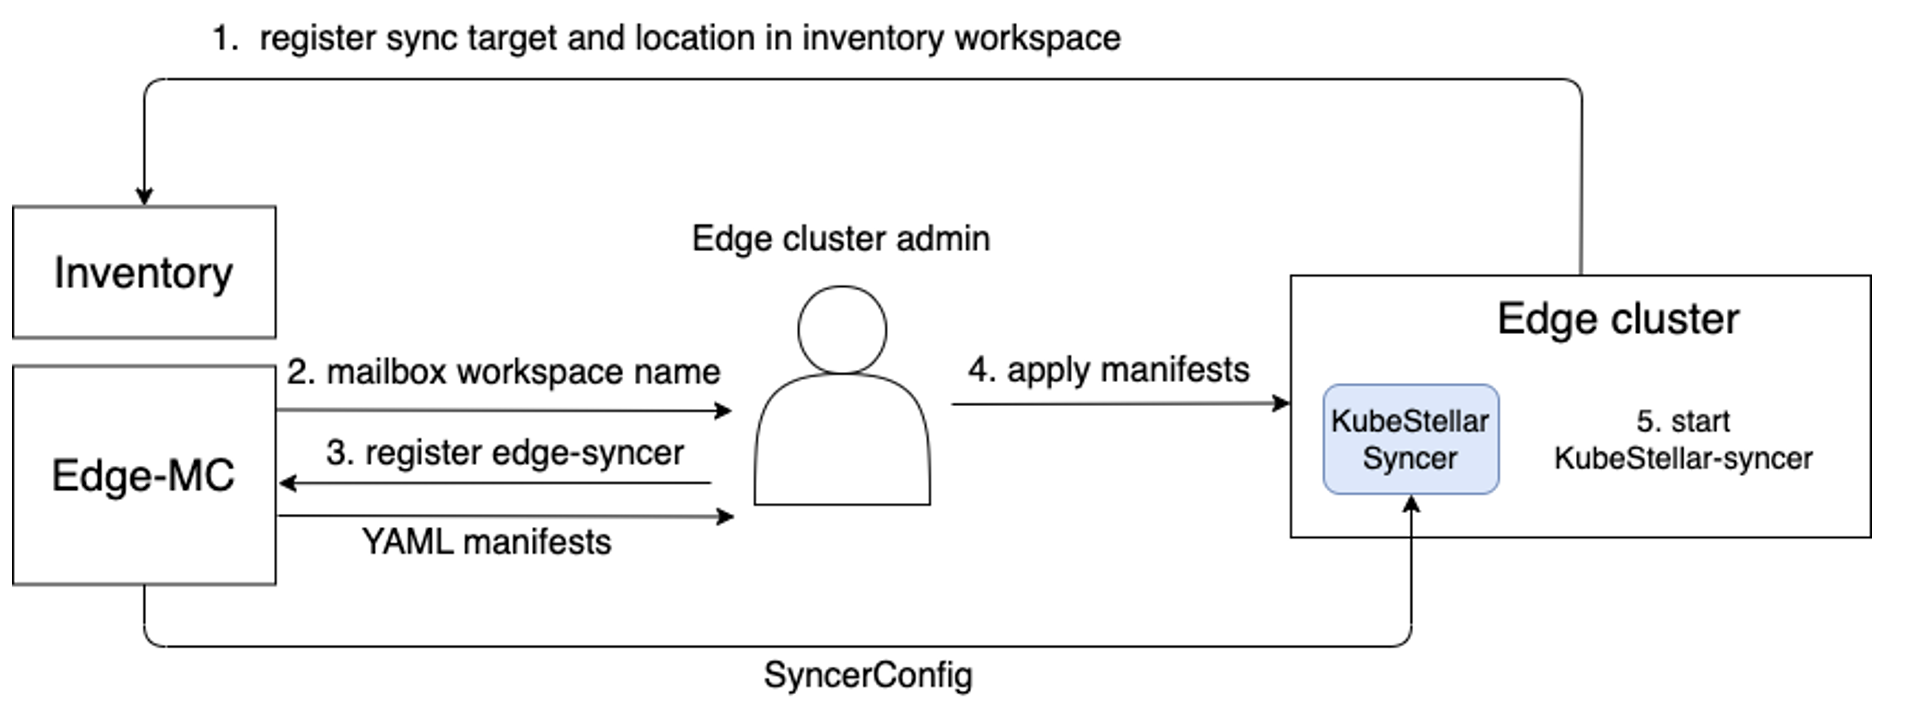 1. register sync target and location in inventory workspace
Inventory
Edge cluster admin
Edge cluster
2. mailbox workspace name
4. apply manifests
KubeStellar
Syncer
5. start
KubeStellar-syncer
3. register edge-syncer
Edge-MC
YAML manifests
SyncerConfig